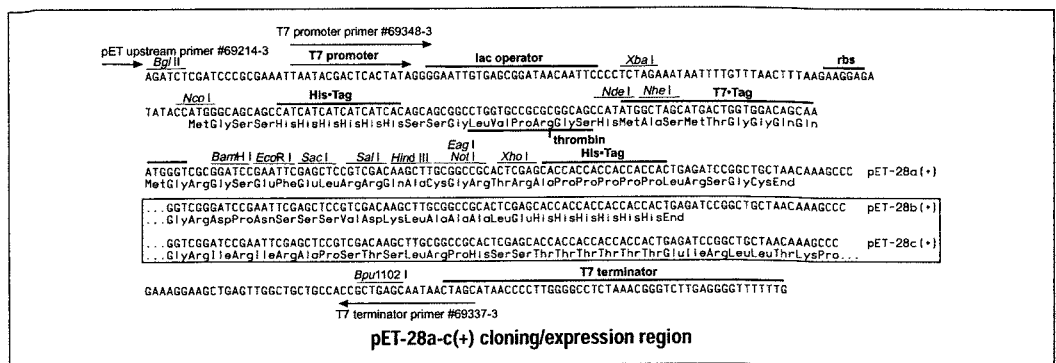 T7 promoter primer #69348-3
pET upstream primer #69214-3
Bgl II
T7 promoter
lac operator
Xba I
rbs
AGATCTCGATCCCGCGAAATTAATACGACTCACTATAGGGGAATTGTGAGCGGATAACAATTCCCCTCTAGAAATAATTTTGTTTAACTTTAAGAAGGAGA
Nco I
His•Tag
Nde I
Nhe I
T7•Tag
TATACCATGGGCAGCAGCCATCATCATCATCATCACAGCAGCGGCCTGGTGCCGCGCGGCAGCCATATGGCTAGCATGACTGGTGGACAGCAA
MetGlySerSerHisHisHisHisHisHisSerSerGlyLeuValProArgGlySerHisMetAlaSerMetThrGlyGlyGlnGln
thrombin
BamH I
EcoR I
Sac I
Sal I
Hind III
Eag I
Not I
Xho I
His•Tag
ATGGGTCGCGGATCCGAATTCGAGCTCCGTCGACAAGCTTGCGGCCGCACTCGAGCACCACCACCACCACCACTGAGATCCGGCTGCTAACAAAGCCC pET-28a(+)
MetGlyArgGlySerGluPheGluLeuArgArgGlnAlaCysGlyArgThrArgAlaProProProProProLeuArgSerGlyCysEnd
...GGTCGGGATCCGAATTCGAGCTCCGTCGACAAGCTTGCGGCCGCACTCGAGCACCACCACCACCACCACTGAGATCCGGCTGCTAACAAAGCCC pET-28b(+)
...GlyArgAspProAsnSerSerSerValAspLysLeuAlaAlaAlaLeuGluHisHisHisHisHisHisEnd
...GGTCGGATCCGAATTCGAGCTCCGTCGACAAGCTTGCGGCCGCACTCGAGCACCACCACCACCACCACTGAGATCCGGCTGCTAACAAAGCCC pET-28c(+)
...GlyArgIleArgIleArgAlaProSerThrSerLeuArgProHisSerSerThrThrThrThrThrThrGluIleArgLeuLeuThrLysPro...
Bpu1102 I
T7 terminator
GAAAGGAAGCTGAGTTGGCTGCTGCCACCGCTGAGCAATAACTAGCATAACCCCTTGGGGCCTCTAAACGGGTCTTGAGGGGTTTTTTG
T7 terminator primer #69337-3
pET-28a-c(+) cloning/expression region